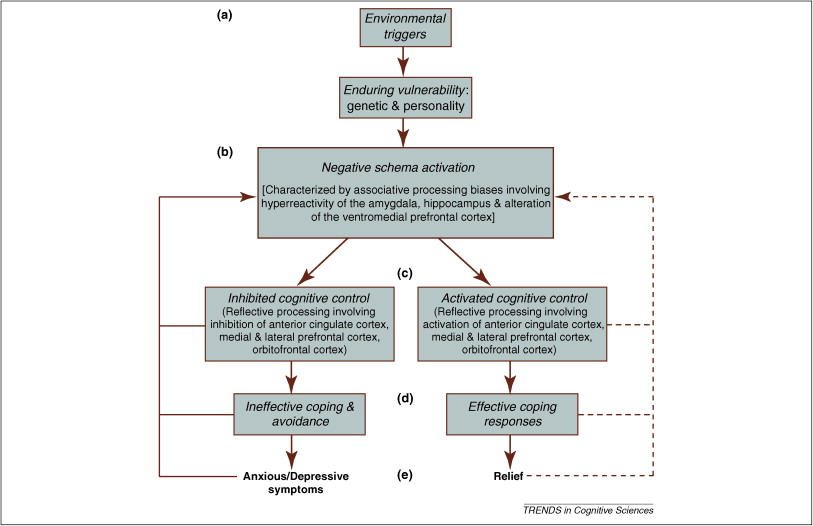 (a)
Environmental
triggers
Enduring vulnerability:
genetic & personality
(b)
Negative schema activation
[Characterized by associative processing biases involving
hyperreactivity of the amygdala, hippocampus & alteration
of the ventromedial prefrontal cortex]
(c)
Inhibited cognitive control
(Reflective processing involving
inhibition of anterior cingulate cortex,
medial & lateral prefrontal cortex,
orbitofrontal cortex)
Activated cognitive control
(Reflective processing involving
activation of anterior cingulate cortex,
medial & lateral prefrontal cortex,
orbitofrontal cortex)
Ineffective coping &
avoidance
(d)
Effective coping
responses
Anxious/Depressive
symptoms
(e)
Relief
TRENDS in Cognitive Sciences